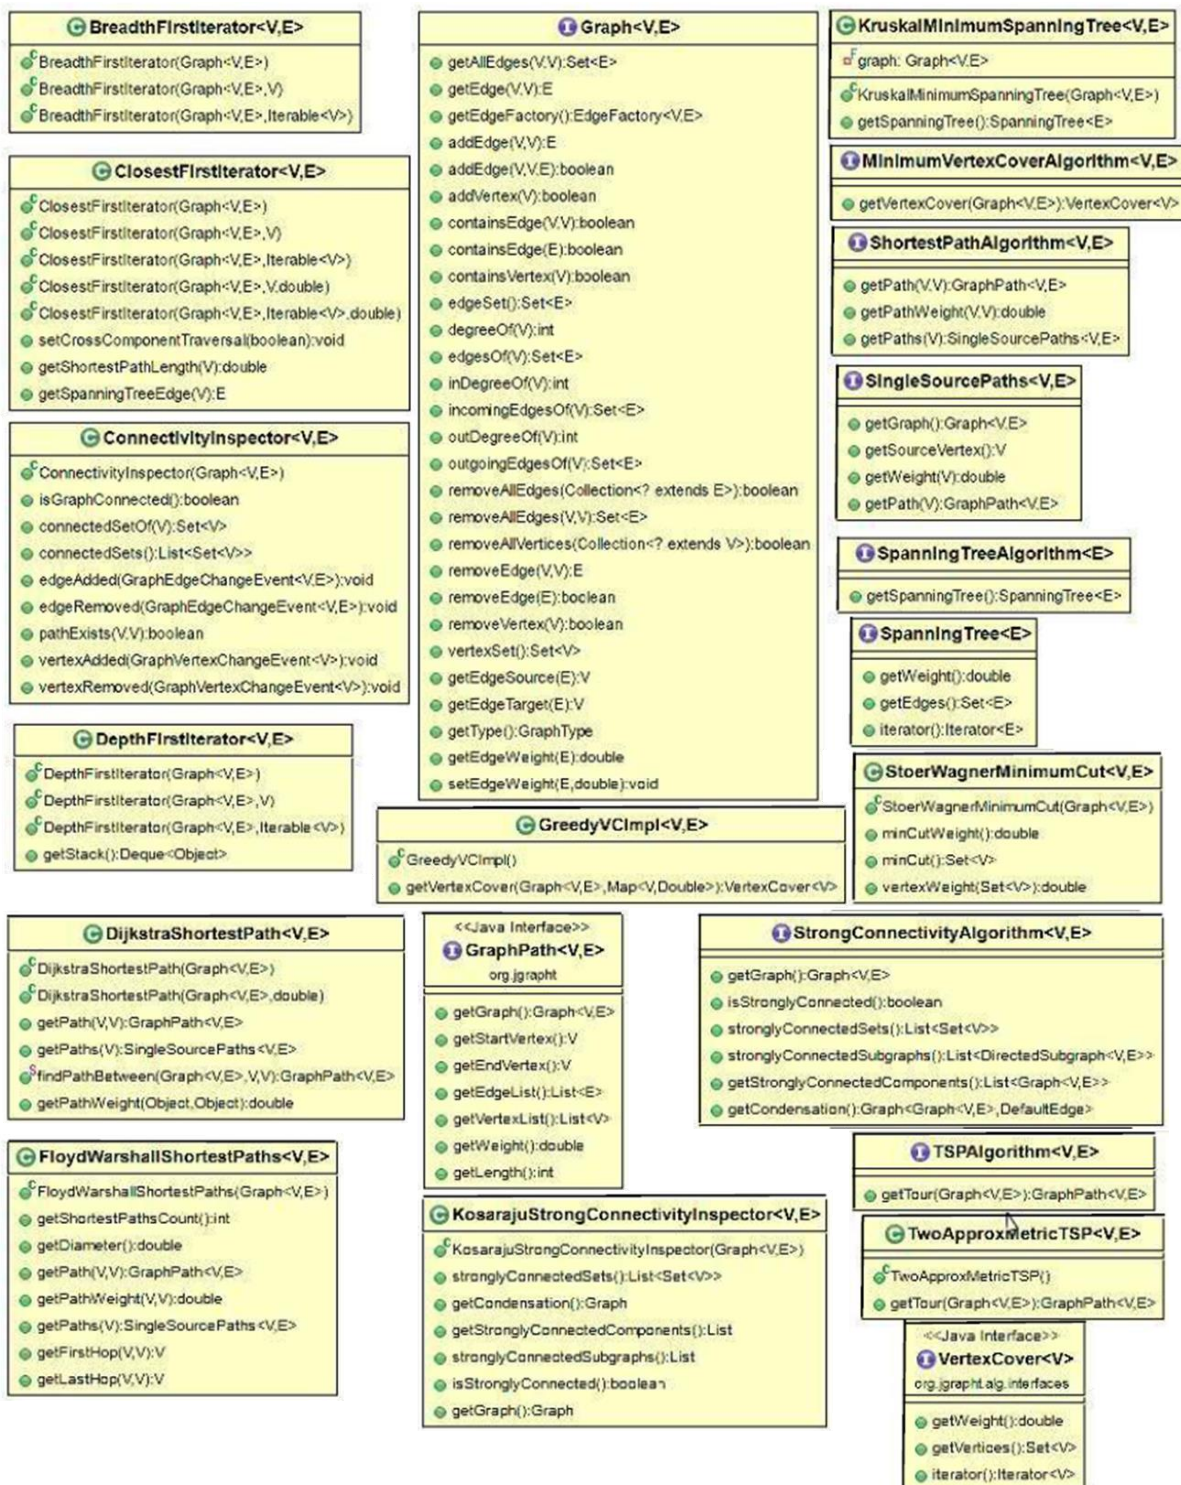 BreadthFirstIterator<V,E>
BreadthFirstIterator(Graph<V,E>)
BreadthFirstIterator(Graph<V,E>,V)
BreadthFirstIterator(Graph<V,E>,Iterable<V>)
ClosestFirstIterator<V,E>
ClosestFirstIterator(Graph<V,E>)
ClosestFirstIterator(Graph<V,E>,V)
ClosestFirstIterator(Graph<V,E>,Iterable<V>)
ClosestFirstIterator(Graph<V,E>,V,double)
ClosestFirstIterator(Graph<V,E>,Iterable<V>,double)
setCrossComponentTraversal(boolean):void
getShortestPathLength(V):double
getSpanningTreeEdge(V):E
ConnectivityInspector<V,E>
ConnectivityInspector(Graph<V,E>)
isGraphConnected():boolean
connectedSetOf(V):Set<V>
connectedSets():List<Set<V>>
edgeAdded(GraphEdgeChangeEvent<V,E>):void
edgeRemoved(GraphEdgeChangeEvent<V,E>):void
pathExists(V,V):boolean
vertexAdded(GraphVertexChangeEvent<V>):void
vertexRemoved(GraphVertexChangeEvent<V>):void
DepthFirstIterator<V,E>
DepthFirstIterator(Graph<V,E>)
DepthFirstIterator(Graph<V,E>,V)
DepthFirstIterator(Graph<V,E>,Iterable<V>)
getStack():Deque<Object>
Graph<V,E>
getAllEdges(V,V):Set<E>
getEdge(V,V):E
getEdgeFactory():EdgeFactory<V,E>
addEdge(V,V):E
addEdge(V,V,E):boolean
addVertex(V):boolean
containsEdge(V,V):boolean
containsEdge(E):boolean
containsVertex(V):boolean
edgeSet():Set<E>
degreeOf(V):int
edgesOf(V):Set<E>
inDegreeOf(V):int
incomingEdgesOf(V):Set<E>
outDegreeOf(V):int
outgoingEdgesOf(V):Set<E>
removeAllEdges(Collection<? extends E>):boolean
removeAllEdges(V,V):Set<E>
removeAllVertices(Collection<? extends V>):boolean
removeEdge(V,V):E
removeEdge(E):boolean
removeVertex(V):boolean
vertexSet():Set<V>
getEdgeSource(E):V
getEdgeTarget(E):V
getType():GraphType
getEdgeWeight(E):double
setEdgeWeight(E,double):void
KruskalMinimumSpanningTree<V,E>
graph: Graph<V,E>
KruskalMinimumSpanningTree(Graph<V,E>)
getSpanningTree():SpanningTree<E>
MinimumVertexCoverAlgorithm<V,E>
getVertexCover(Graph<V,E>):VertexCover<V>
ShortestPathAlgorithm<V,E>
getPath(V,V):GraphPath<V,E>
getPathWeight(V,V):double
getPaths(V):SingleSourcePaths<V,E>
SingleSourcePaths<V,E>
getGraph():Graph<V,E>
getSourceVertex():V
getWeight(V):double
getPath(V):GraphPath<V,E>
SpanningTreeAlgorithm<E>
getSpanningTree():SpanningTree<E>
SpanningTree<E>
getWeight():double
getEdges():Set<E>
iterator():Iterator<E>
StoerWagnerMinimumCut<V,E>
StoerWagnerMinimumCut(Graph<V,E>)
minCutWeight():double
minCut():Set<V>
vertexWeight(Set<V>):double
GreedyVCImpl<V,E>
GreedyVCImpl()
getVertexCover(Graph<V,E>,Map<V,Double>):VertexCover<V>
DijkstraShortestPath<V,E>
DijkstraShortestPath(Graph<V,E>)
DijkstraShortestPath(Graph<V,E>,double)
getPath(V,V):GraphPath<V,E>
getPaths(V):SingleSourcePaths<V,E>
findPathBetween(Graph<V,E>,V,V):GraphPath<V,E>
getPathWeight(Object,Object):double
FloydWarshallShortestPaths<V,E>
FloydWarshallShortestPaths(Graph<V,E>)
getShortestPathsCount():int
getDiameter():double
getPath(V,V):GraphPath<V,E>
getPathWeight(V,V):double
getPaths(V):SingleSourcePaths<V,E>
getFirstHop(V,V):V
getLastHop(V,V):V
<<Java Interface>>
GraphPath<V,E>
org.jgrapht
getGraph():Graph<V,E>
getStartVertex():V
getEndVertex():V
getEdgeList():List<E>
getVertexList():List<V>
getWeight():double
getLength():int
KosarajuStrongConnectivityInspector<V,E>
KosarajuStrongConnectivityInspector(Graph<V,E>)
stronglyConnectedSets():List<Set<V>>
getCondensation():Graph
getStronglyConnectedComponents():List
stronglyConnectedSubgraphs():List
isStronglyConnected():boolean
getGraph():Graph
StrongConnectivityAlgorithm<V,E>
getGraph():Graph<V,E>
isStronglyConnected():boolean
stronglyConnectedSets():List<Set<V>>
stronglyConnectedSubgraphs():List<DirectedSubgraph<V,E>>
getStronglyConnectedComponents():List<Graph<V,E>>
getCondensation():Graph<Graph<V,E>,DefaultEdge>
TSPAlgorithm<V,E>
getTour(Graph<V,E>):GraphPath<V,E>
TwoApproxMetricTSP<V,E>
TwoApproxMetricTSP()
getTour(Graph<V,E>):GraphPath<V,E>
<<Java Interface>>
VertexCover<V>
org.jgrapht.alg.interfaces
getWeight():double
getVertices():Set<V>
iterator():Iterator<V>